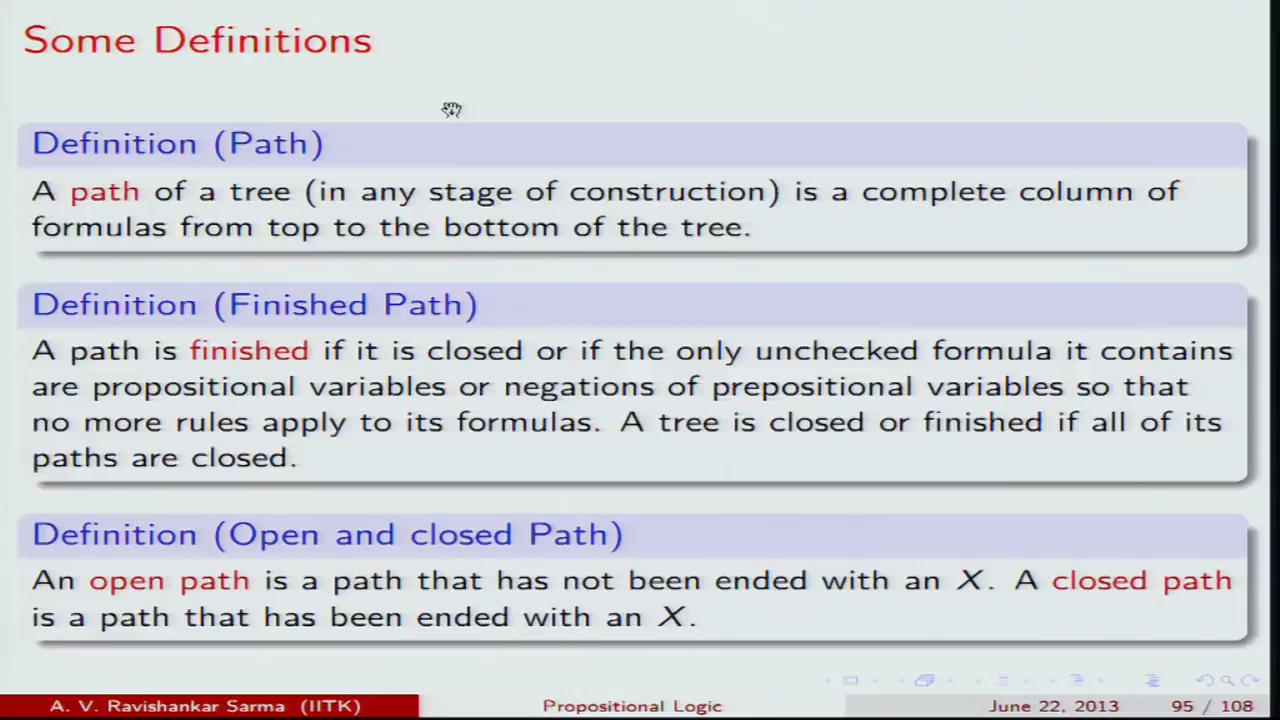 Some Definitions
Definition (Path)
A path of a tree (in any stage of construction) is a complete column of
formulas from top to the bottom of the tree.
Definition (Finished Path)
A path is finished if it is closed or if the only unchecked formula it contains
are propositional variables or negations of prepositional variables so that
no more rules apply to its formulas. A tree is closed or finished if all of its
paths are closed.
Definition (Open and closed Path)
An open path is a path that has not been ended with an X. A closed path
is a path that has been ended with an X.
A. V. Ravishankar Sarma (IITK) Propositional Logic June 22, 2013 95 / 108